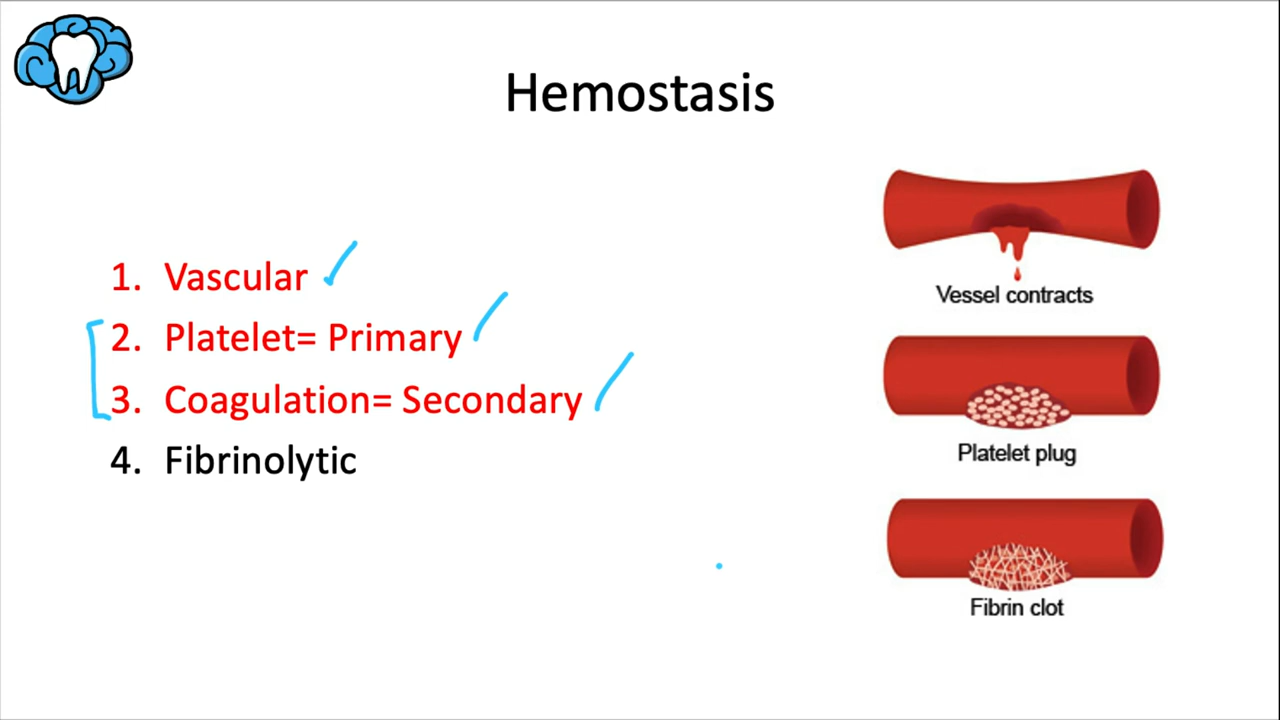 Hemostasis
1. Vascular
2. Platelet= Primary
3. Coagulation= Secondary
4. Fibrinolytic
Vessel contracts
Platelet plug
Fibrin clot